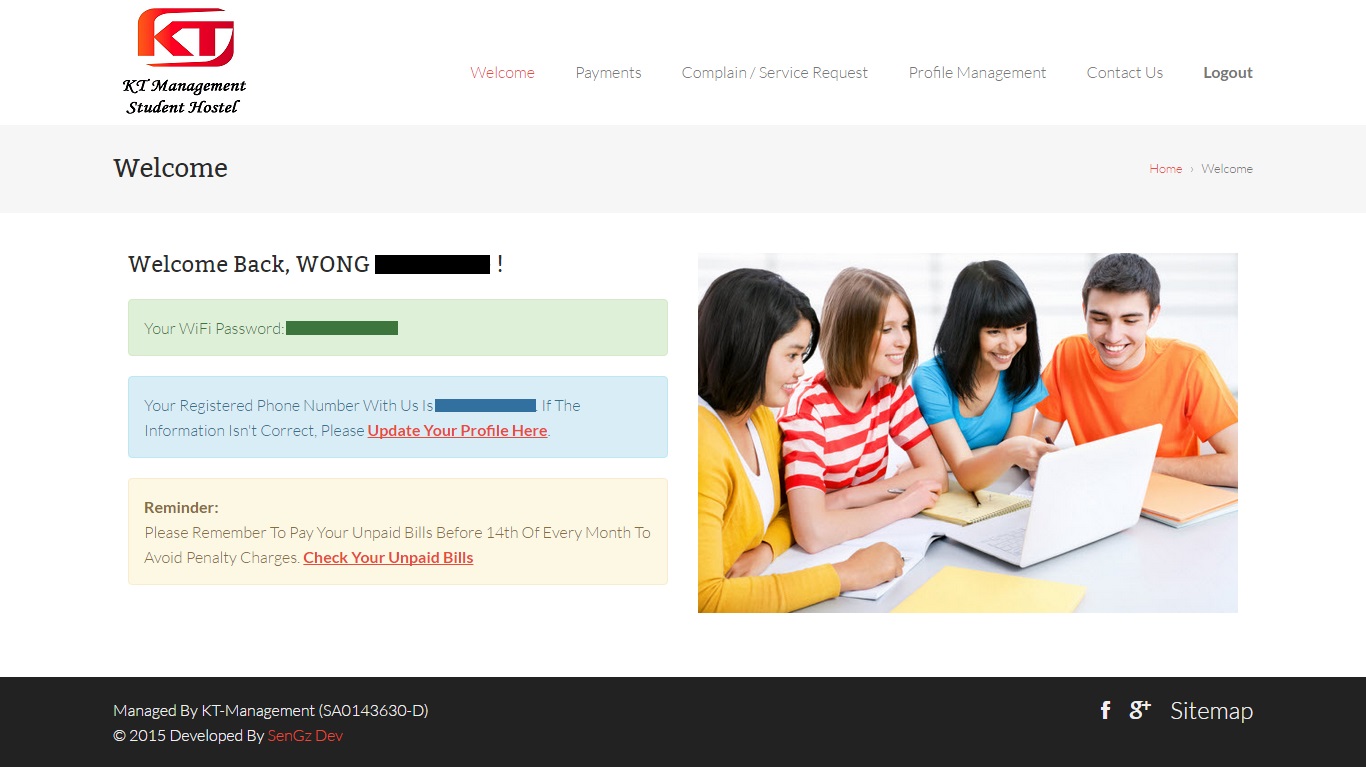 KT
KT Management
Student Hostel
Welcome
Payments
Complain / Service Request
Profile Management
Contact Us
Logout
Welcome
Home › Welcome
Welcome Back, WONG !
Your WiFi Password:
Your Registered Phone Number With Us Is . If The
Information Isn't Correct, Please Update Your Profile Here.
Reminder:
Please Remember To Pay Your Unpaid Bills Before 14th Of Every Month To
Avoid Penalty Charges. Check Your Unpaid Bills
Managed By KT-Management (SA0143630-D)
© 2015 Developed By SenGz Dev
f g+ Sitemap